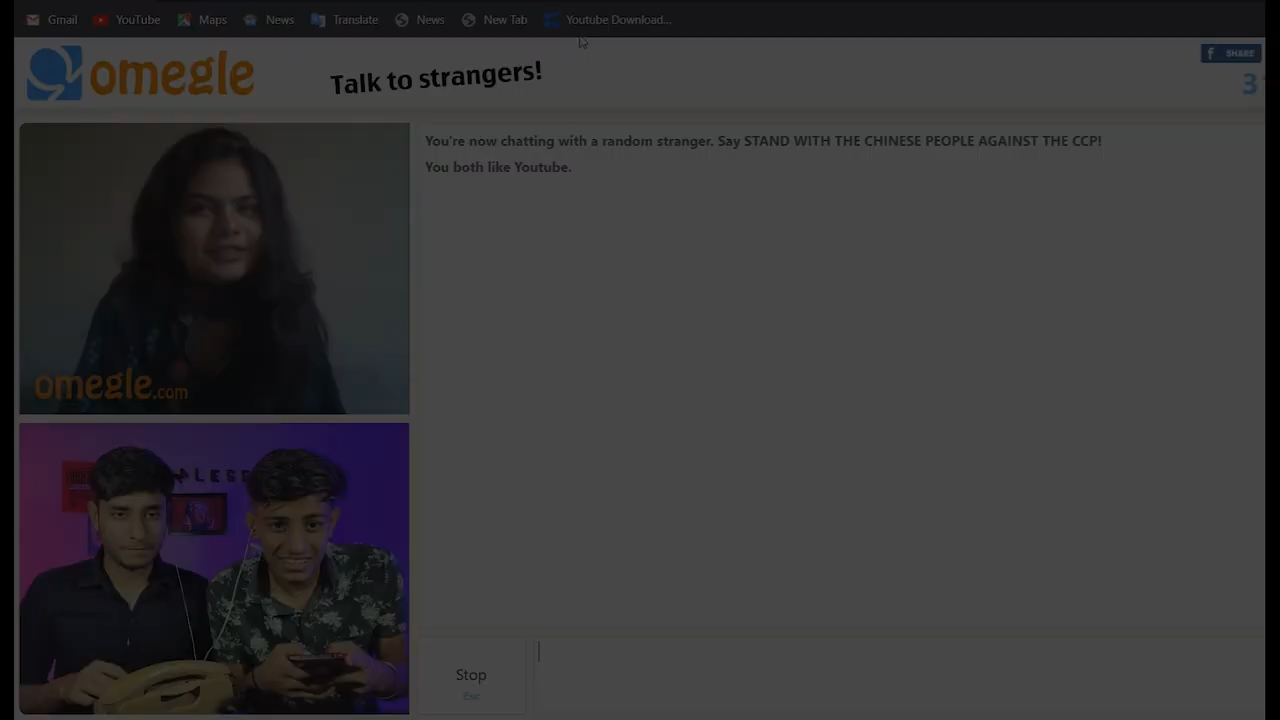 Gmail YouTube Maps News Translate News New Tab Youtube Download...
omegle Talk to strangers!
SHARE
You're now chatting with a random stranger. Say STAND WITH THE CHINESE PEOPLE AGAINST THE CCP!
You both like Youtube.
omegle.com
Stop
Esc